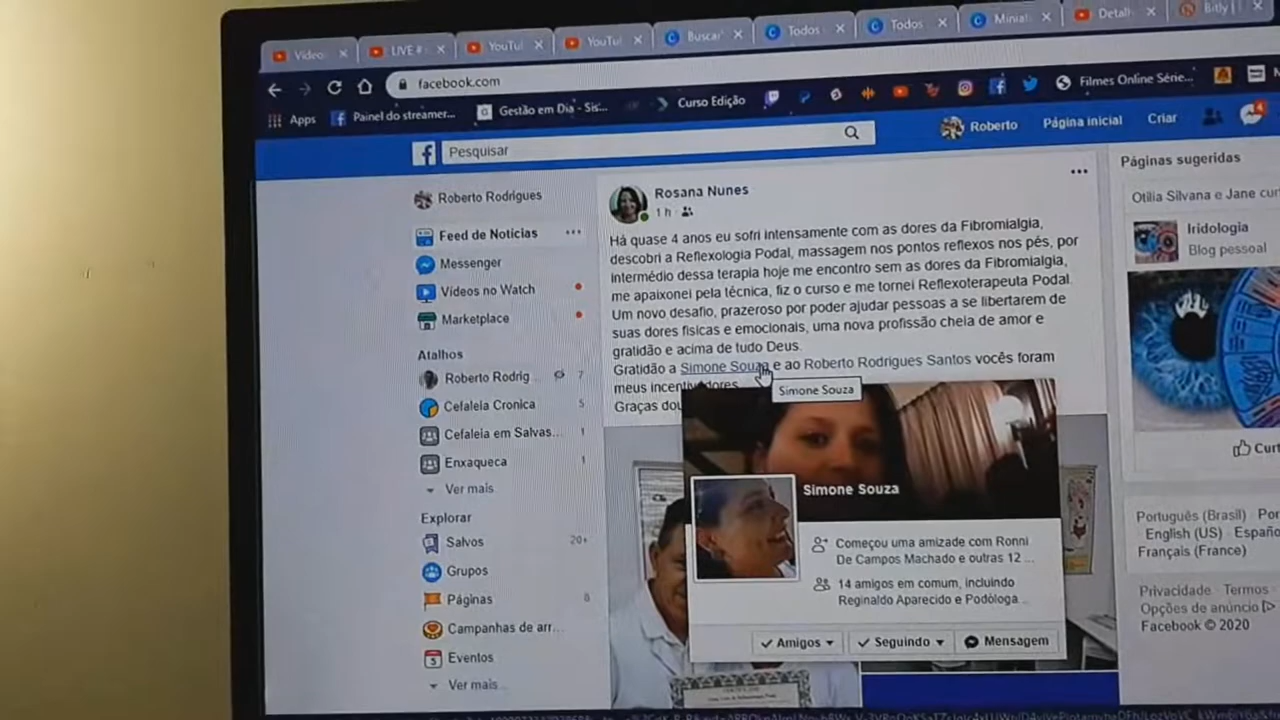 Video
LIVE #
YouTu
YouTu
Busca
Todos
Todos
Minia
Detall
Bitly |
facebook.com
Apps
Painel do streamer...
Gestão em Dia - Sis...
Curso Edição
Filmes Online Série...
Pesquisar
Roberto
Página inicial
Criar
4
Roberto Rodrigues
Feed de Notícias
Messenger
Vídeos no Watch
Marketplace
Atalhos
Roberto Rodrig... 7
Cefaleia Cronica 5
Cefaleia em Salvas... 1
Enxaqueca 1
Ver mais
Explorar
Salvos 20+
Grupos
Páginas 8
Campanhas de arr...
Eventos
Ver mais...
Rosana Nunes
1 h
Há quase 4 anos eu sofri intensamente com as dores da Fibromialgia,
descobri a Reflexologia Podal, massagem nos pontos reflexos nos pés, por
intermédio dessa terapia hoje me encontro sem as dores da Fibromialgia,
me apaixonei pela técnica, fiz o curso e me tornei Reflexoterapeuta Podal.
Um novo desafio, prazeroso por poder ajudar pessoas a se libertarem de
suas dores físicas e emocionais, uma nova profissão cheia de amor e
gratidão e acima de tudo Deus.
Gratidão a Simone Souza e ao Roberto Rodrigues Santos vocês foram
meus incentivadores.
Graças dou
Simone Souza
Simone Souza
Começou uma amizade com Ronni
De Campos Machado e outras 12 ...
14 amigos em comum, incluindo
Reginaldo Aparecido e Podóloga...
Amigos
Seguindo
Mensagem
Páginas sugeridas
Otilia Silvana e Jane cur
Iridologia
Blog pessoal
Curt
Português (Brasil) · Por
English (US) · Españo
Français (France)
Privacidade · Termos ·
Opções de anúncio
Facebook © 2020